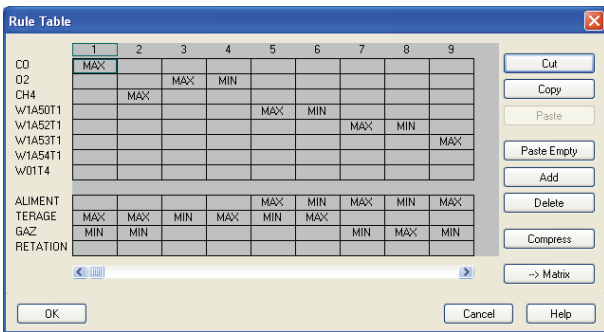 Rule Table
1 2 3 4 5 6 7 8 9
CO MAX
O2 MAX MIN
CH4 MAX
W1A50T1 MAX MIN
W1A52T1 MAX MIN
W1A53T1 MAX
W1A54T1
W01T4
ALIMENT MAX MIN MAX MIN MAX
TERAGE MAX MAX MIN MAX MIN MAX
GAZ MIN MIN MIN MAX MIN
RETATION
Cut
Copy
Paste
Paste Empty
Add
Delete
Compress
--> Matrix
OK Cancel Help